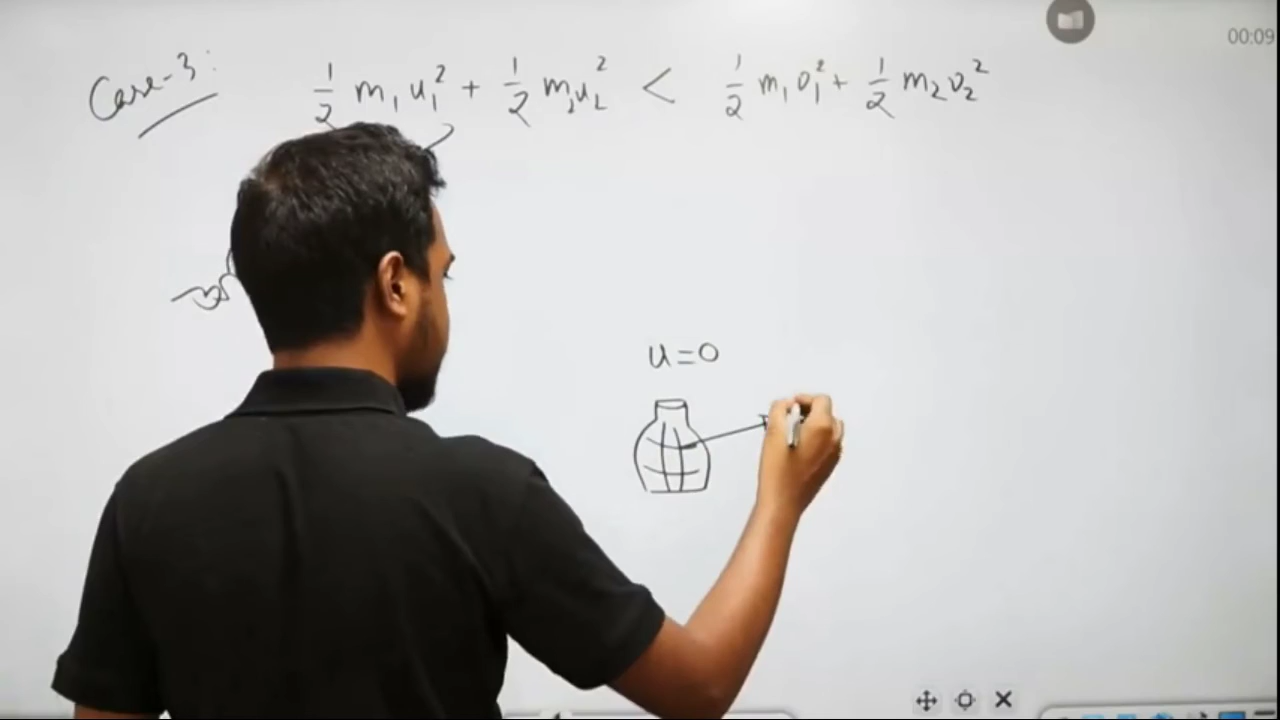 00:09
Case-3: ½ m₁u₁² + ½ m₂u₂² < ½ m₁v₁² + ½ m₂v₂²
u=0